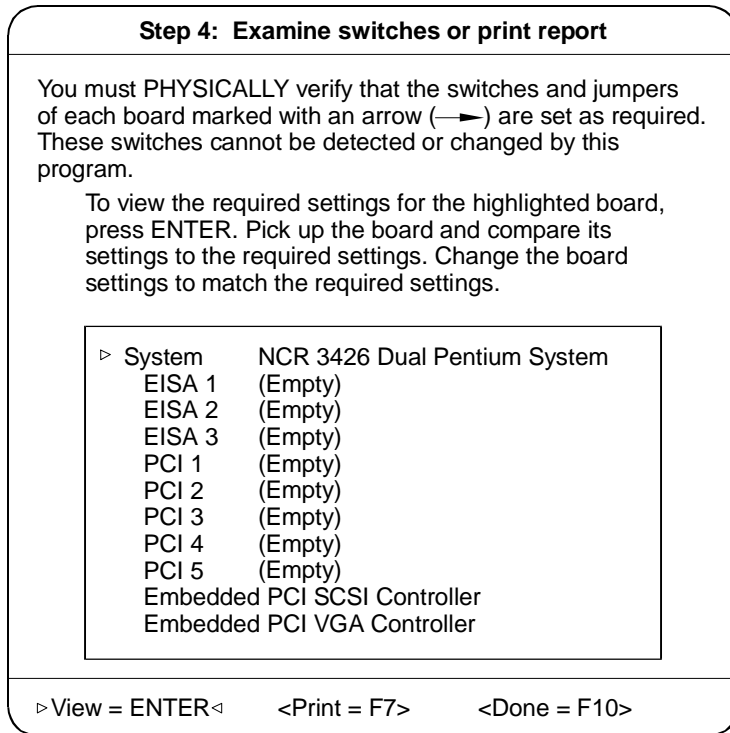 Step 4: Examine switches or print report
You must PHYSICALLY verify that the switches and jumpers
of each board marked with an arrow (→) are set as required.
These switches cannot be detected or changed by this
program.
To view the required settings for the highlighted board,
press ENTER. Pick up the board and compare its
settings to the required settings. Change the board
settings to match the required settings.
▷ System NCR 3426 Dual Pentium System
EISA 1 (Empty)
EISA 2 (Empty)
EISA 3 (Empty)
PCI 1 (Empty)
PCI 2 (Empty)
PCI 3 (Empty)
PCI 4 (Empty)
PCI 5 (Empty)
Embedded PCI SCSI Controller
Embedded PCI VGA Controller
▷View = ENTER◁ <Print = F7> <Done = F10>